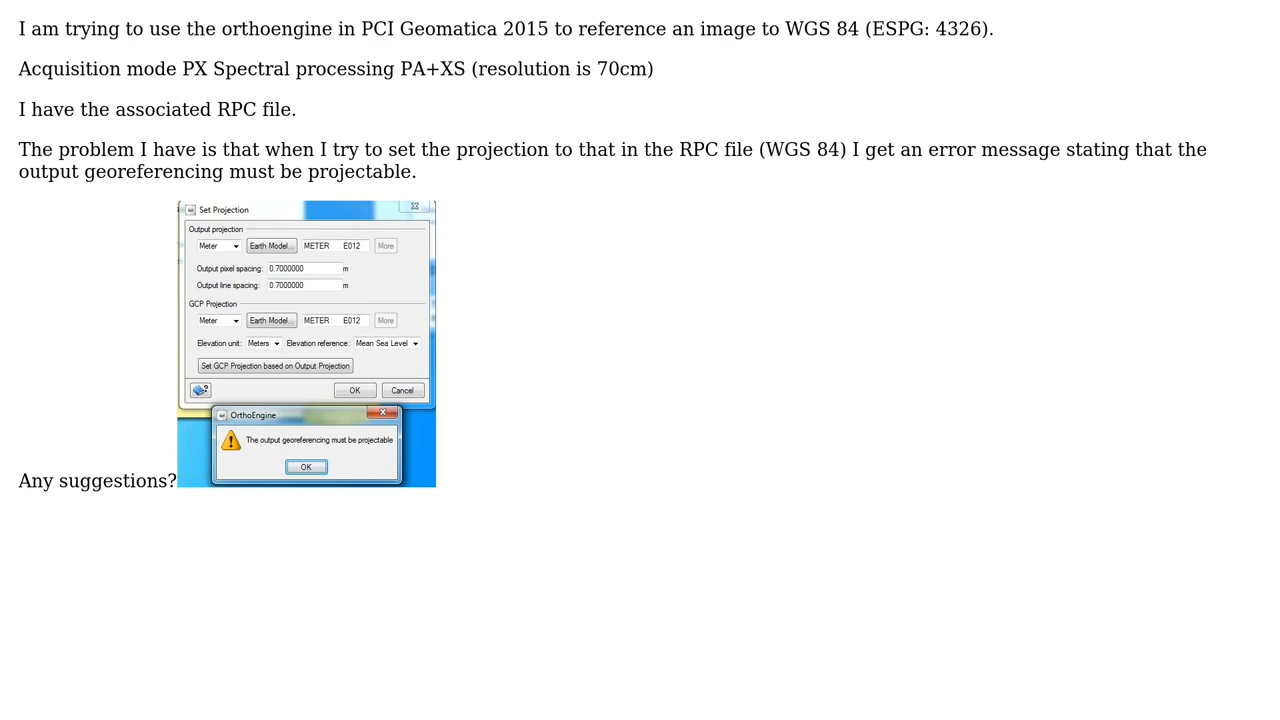 I am trying to use the orthoengine in PCI Geomatica 2015 to reference an image to WGS 84 (ESPG: 4326).
Acquisition mode PX Spectral processing PA+XS (resolution is 70cm)
I have the associated RPC file.
The problem I have is that when I try to set the projection to that in the RPC file (WGS 84) I get an error message stating that the
output georeferencing must be projectable.
Set Projection
Output projection
Meter Earth Model... METER E012 More
Output pixel spacing: 0.7000000 m
Output line spacing: 0.7000000 m
GCP Projection
Meter Earth Model... METER E012 More
Elevation unit: Meters Elevation reference: Mean Sea Level
Set GCP Projection based on Output Projection
OK Cancel
OrthoEngine
The output georeferencing must be projectable
OK
Any suggestions?